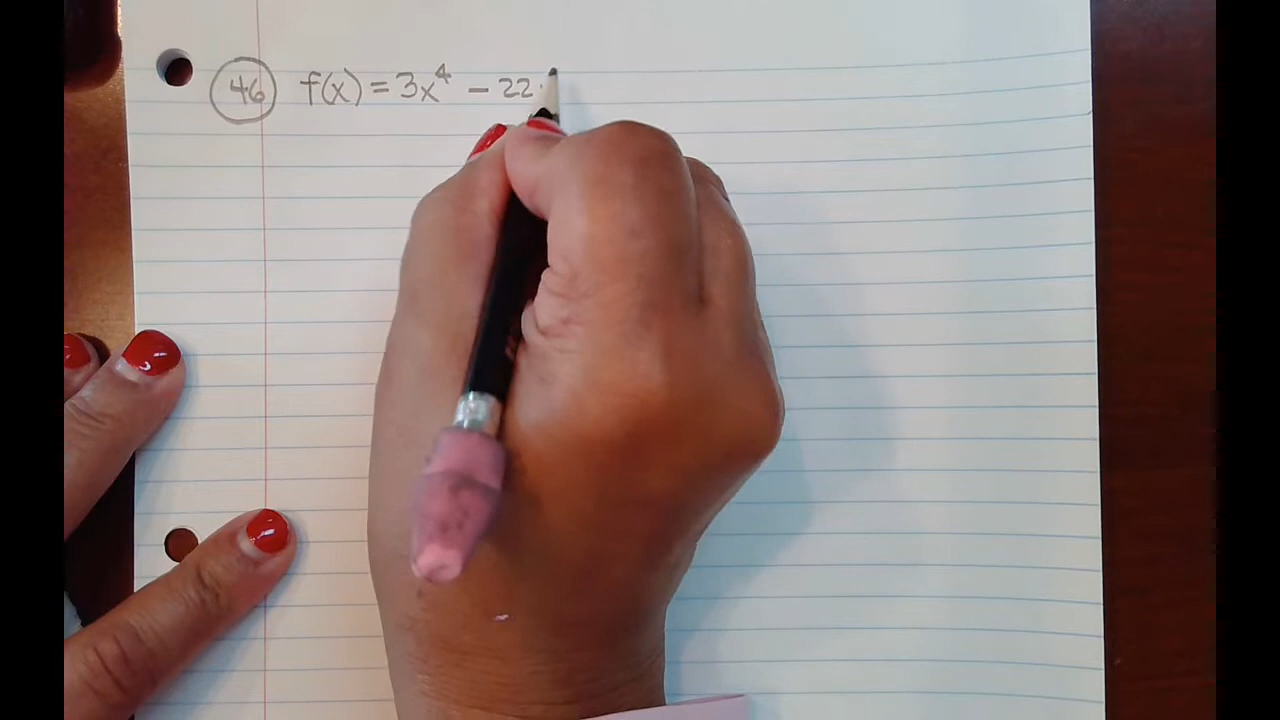 46 f(x) = 3x⁴ - 22